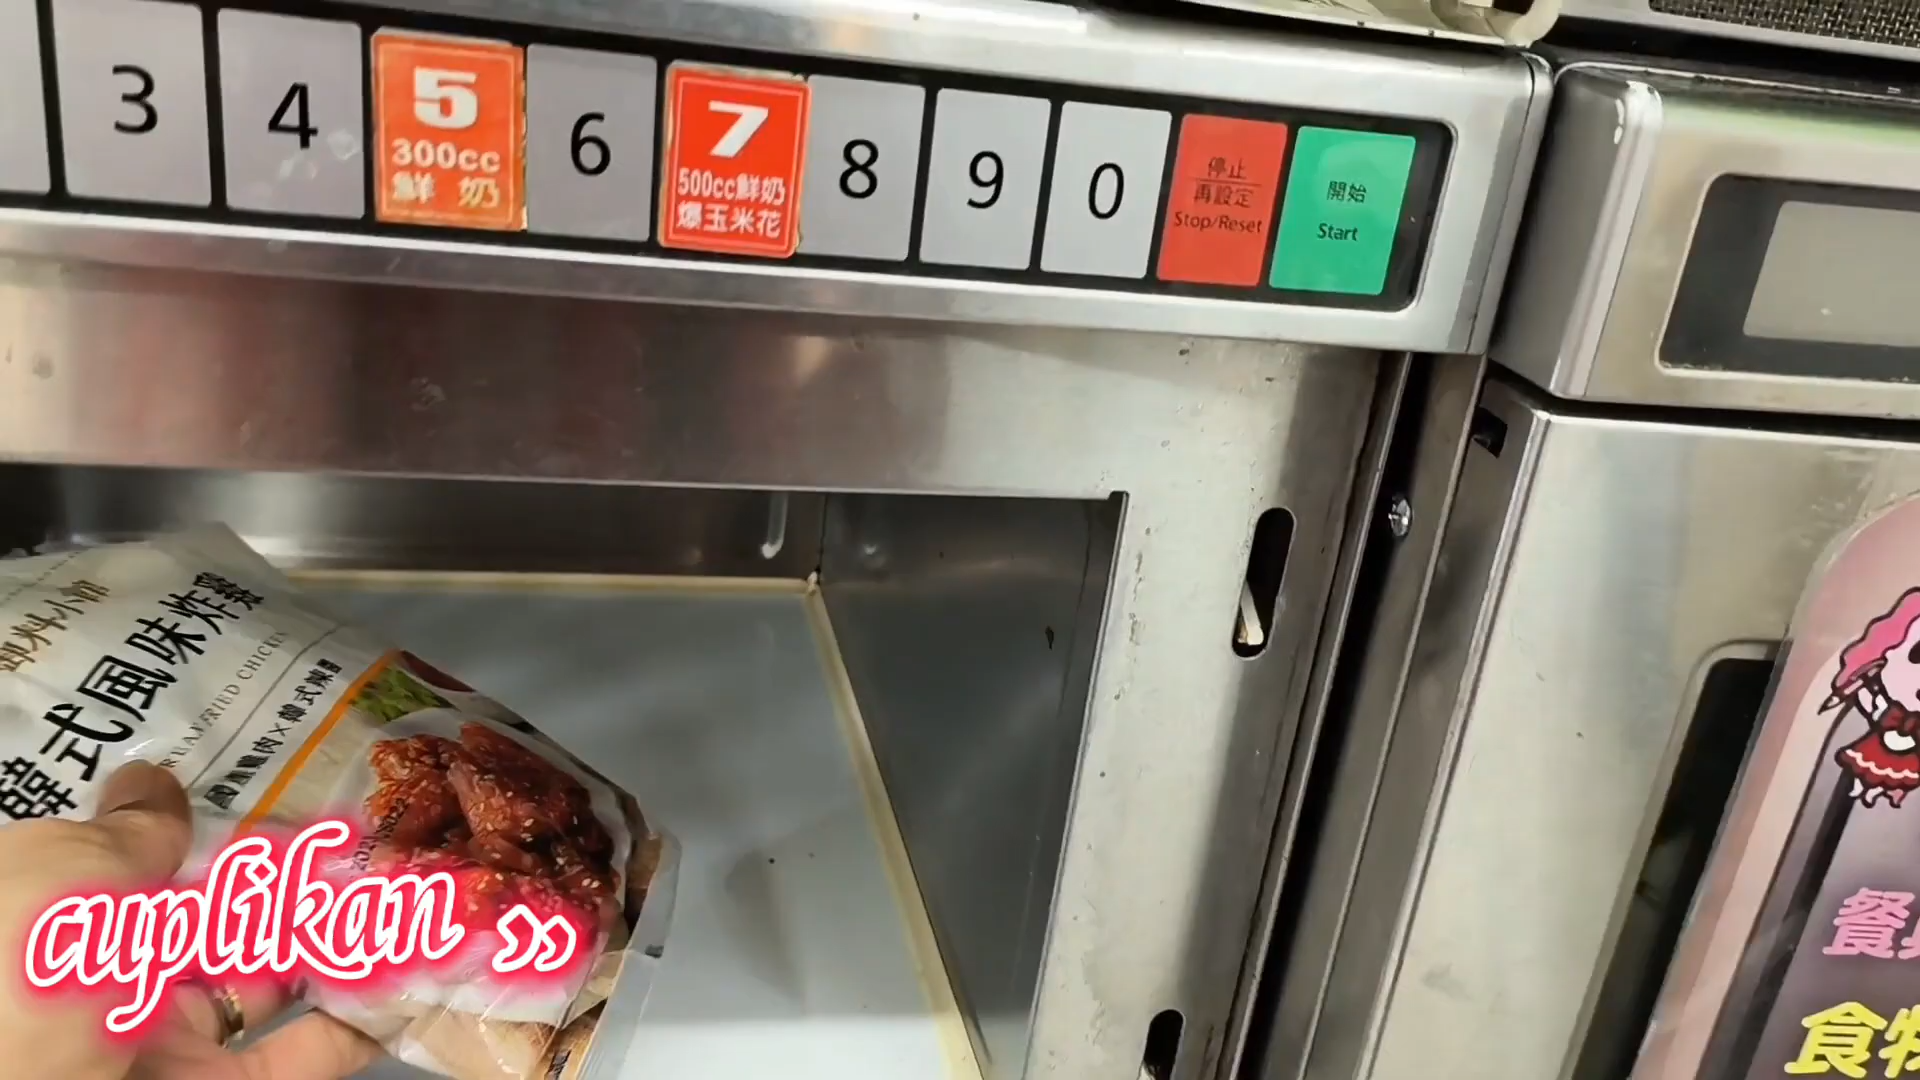 3
4
5
300cc
鮮 奶
6
7
500cc鮮奶
爆玉米花
8
9
0
停止
再設定
Stop/Reset
開始
Start
韓式風味炸雞
FRIED CHICKEN
cuplikan »